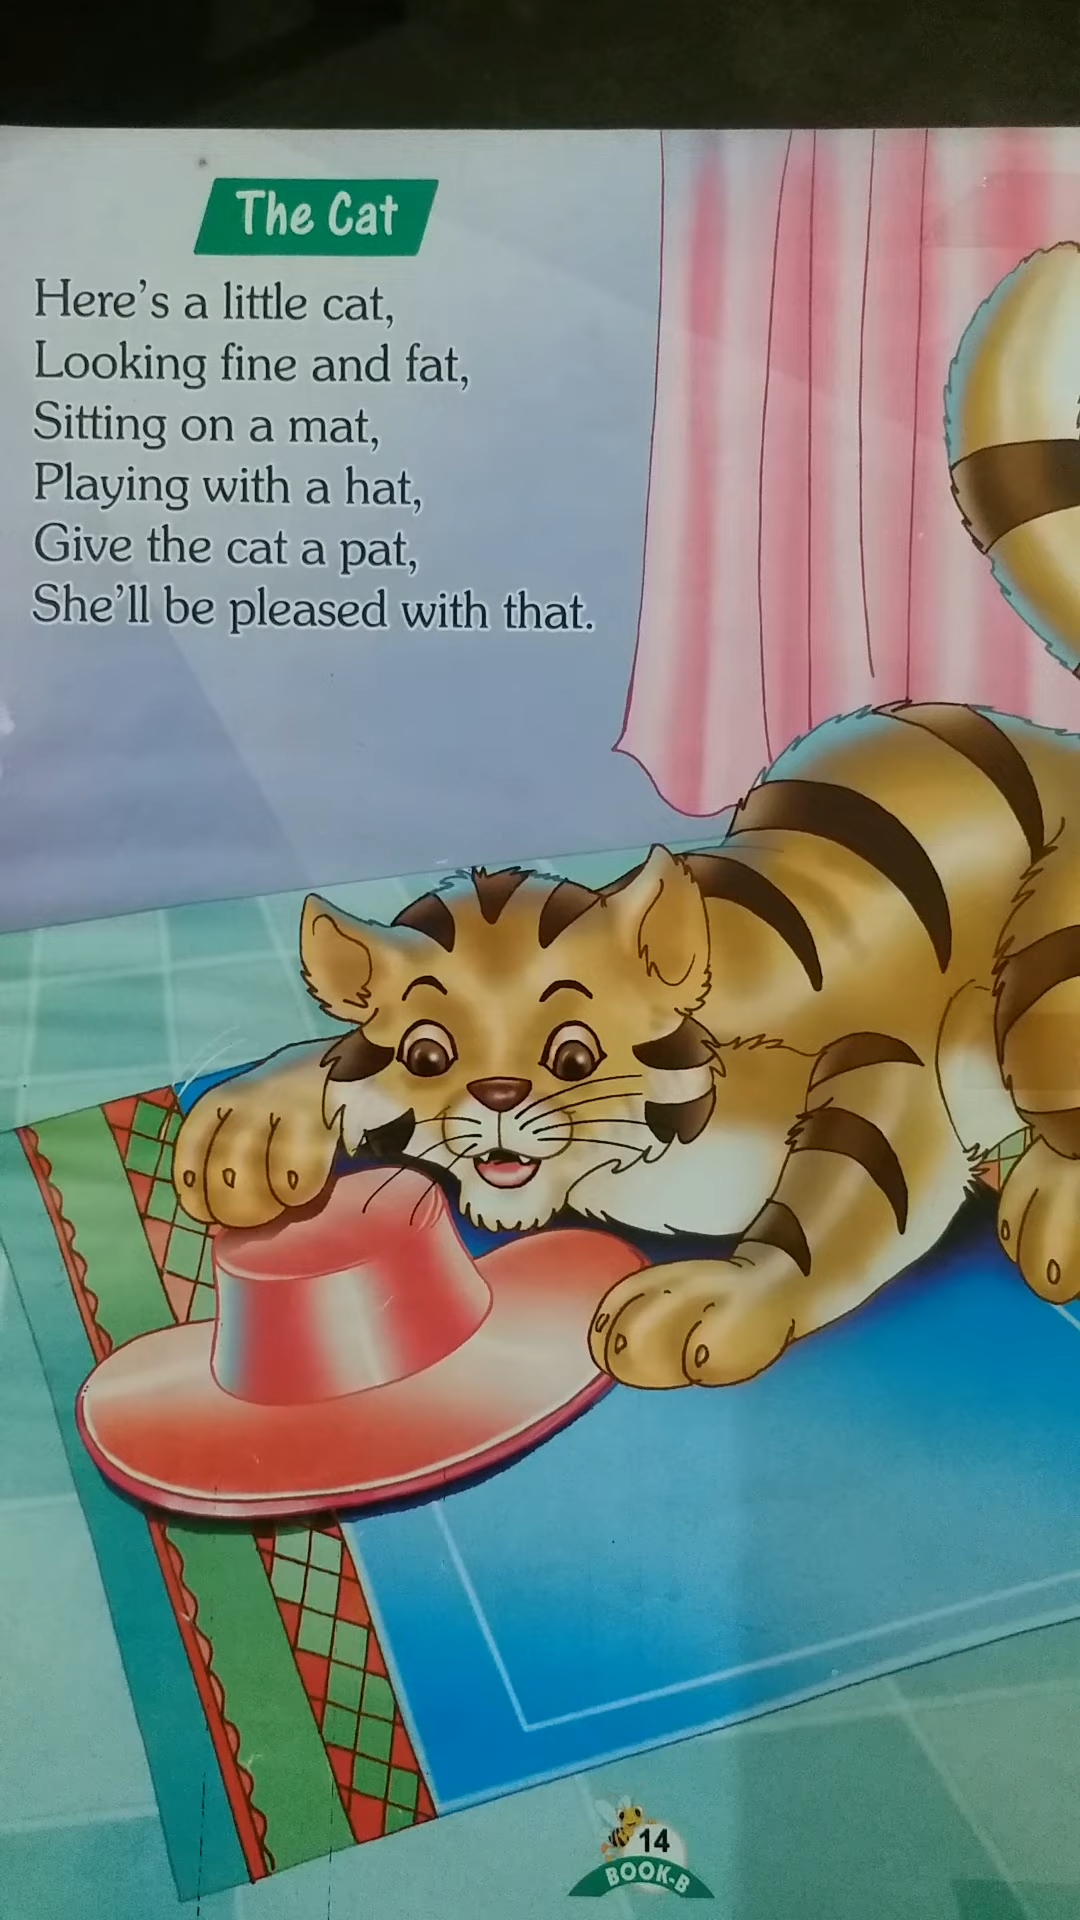 The Cat
Here's a little cat,
Looking fine and fat,
Sitting on a mat,
Playing with a hat,
Give the cat a pat,
She'll be pleased with that.
14
BOOK-B